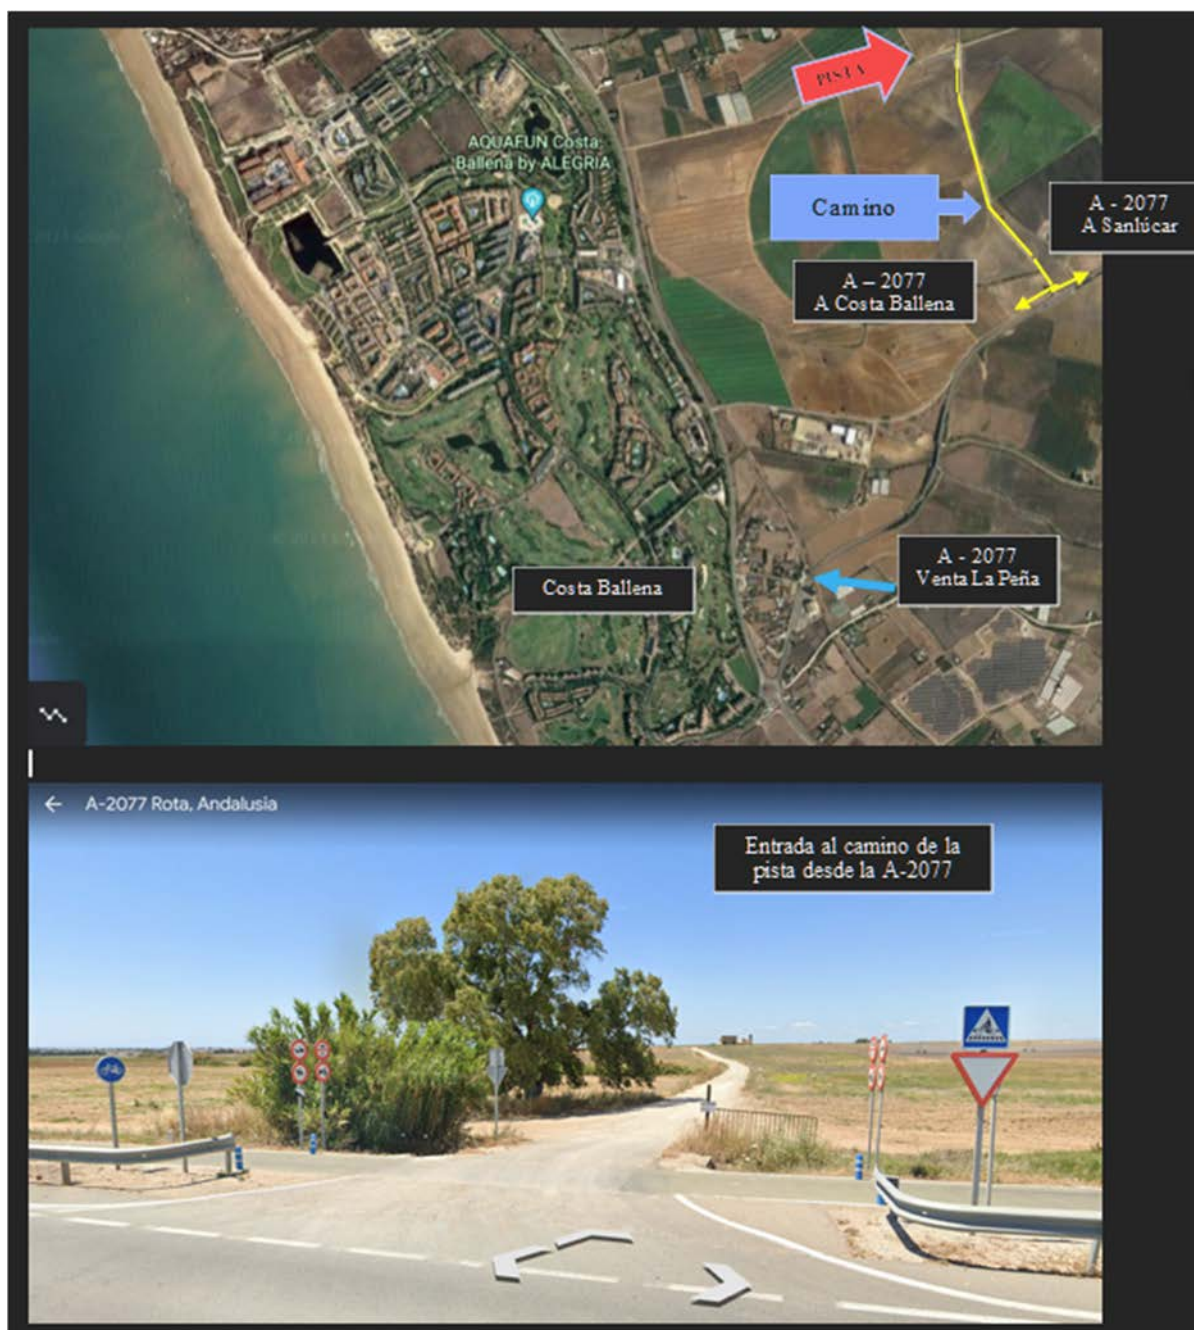 PISTA
AQUAFUN Costa
Ballena by ALEGRIA
Camino
A - 2077
A Sanlúcar
A – 2077
A Costa Ballena
A - 2077
Venta La Peña
Costa Ballena
A-2077 Rota, Andalusia
Entrada al camino de la
pista desde la A-2077